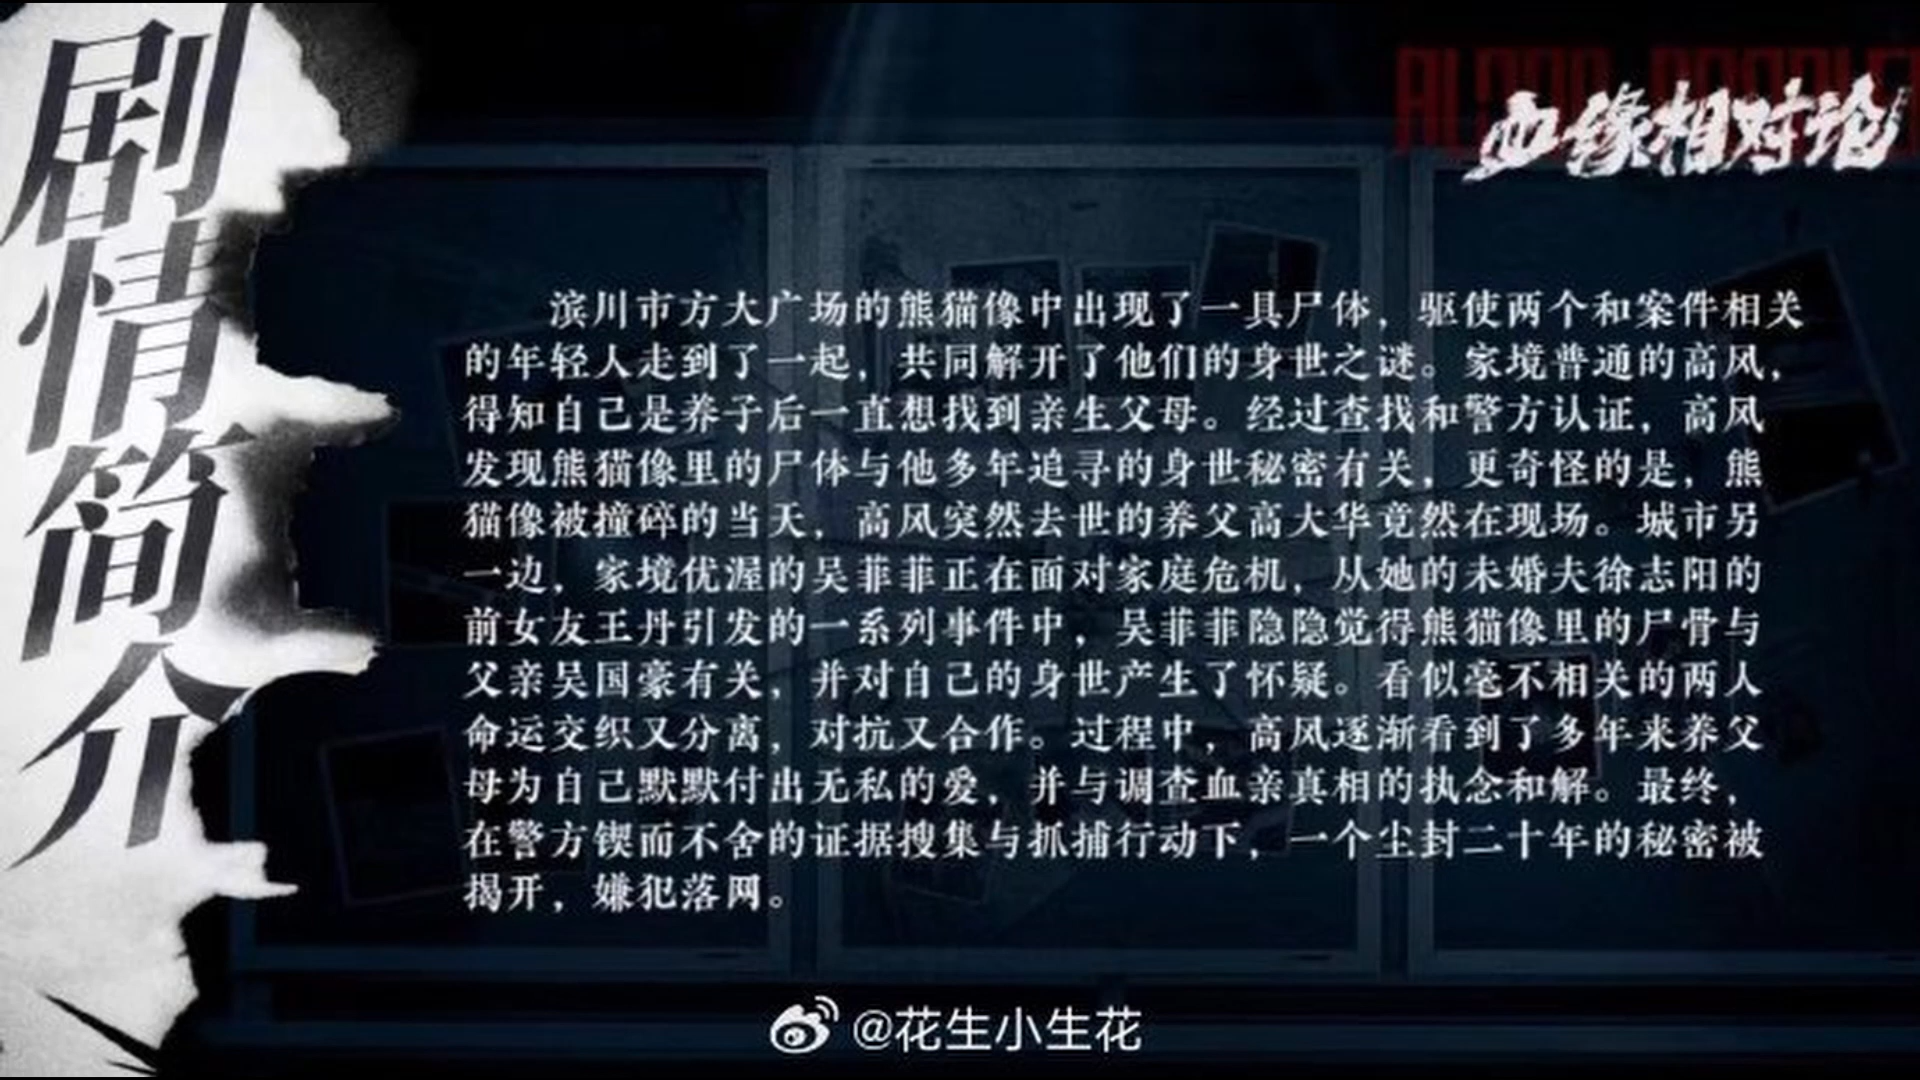 剧情简介
血缘相对论
滨川市方大广场的熊猫像中出现了一具尸体，驱使两个和案件相关
的年轻人走到了一起，共同解开了他们的身世之谜。家境普通的高风，
得知自己是养子后一直想找到亲生父母。经过查找和警方认证，高风
发现熊猫像里的尸体与他多年追寻的身世秘密有关，更奇怪的是，熊
猫像被撞碎的当天，高风突然去世的养父高大华竟然在现场。城市另
一边，家境优渥的吴菲菲正在面对家庭危机，从她的未婚夫徐志阳的
前女友王丹引发的一系列事件中，吴菲菲隐隐觉得熊猫像里的尸骨与
父亲吴国豪有关，并对自己的身世产生了怀疑。看似毫不相关的两人
命运交织又分离，对抗又合作。过程中，高风逐渐看到了多年来养父
母为自己默默付出无私的爱，并与调查血亲真相的执念和解。最终，
在警方锲而不舍的证据搜集与抓捕行动下，一个尘封二十年的秘密被
揭开，嫌犯落网。
@花生小生花